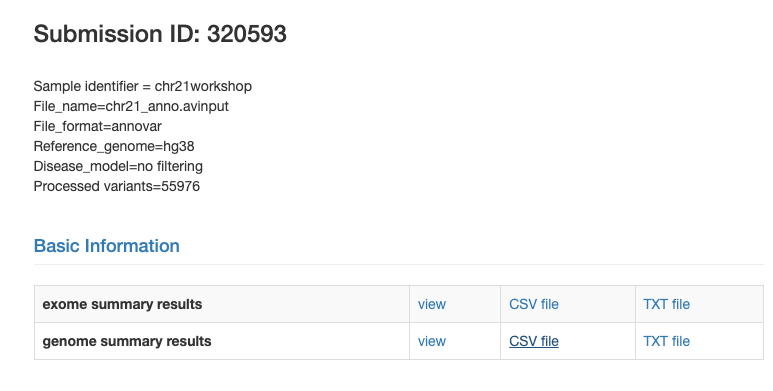 Submission ID: 320593
Sample identifier = chr21workshop
File_name=chr21_anno.avinput
File_format=annovar
Reference_genome=hg38
Disease_model=no filtering
Processed variants=55976
Basic Information
exome summary results view CSV file TXT file
genome summary results view CSV file TXT file